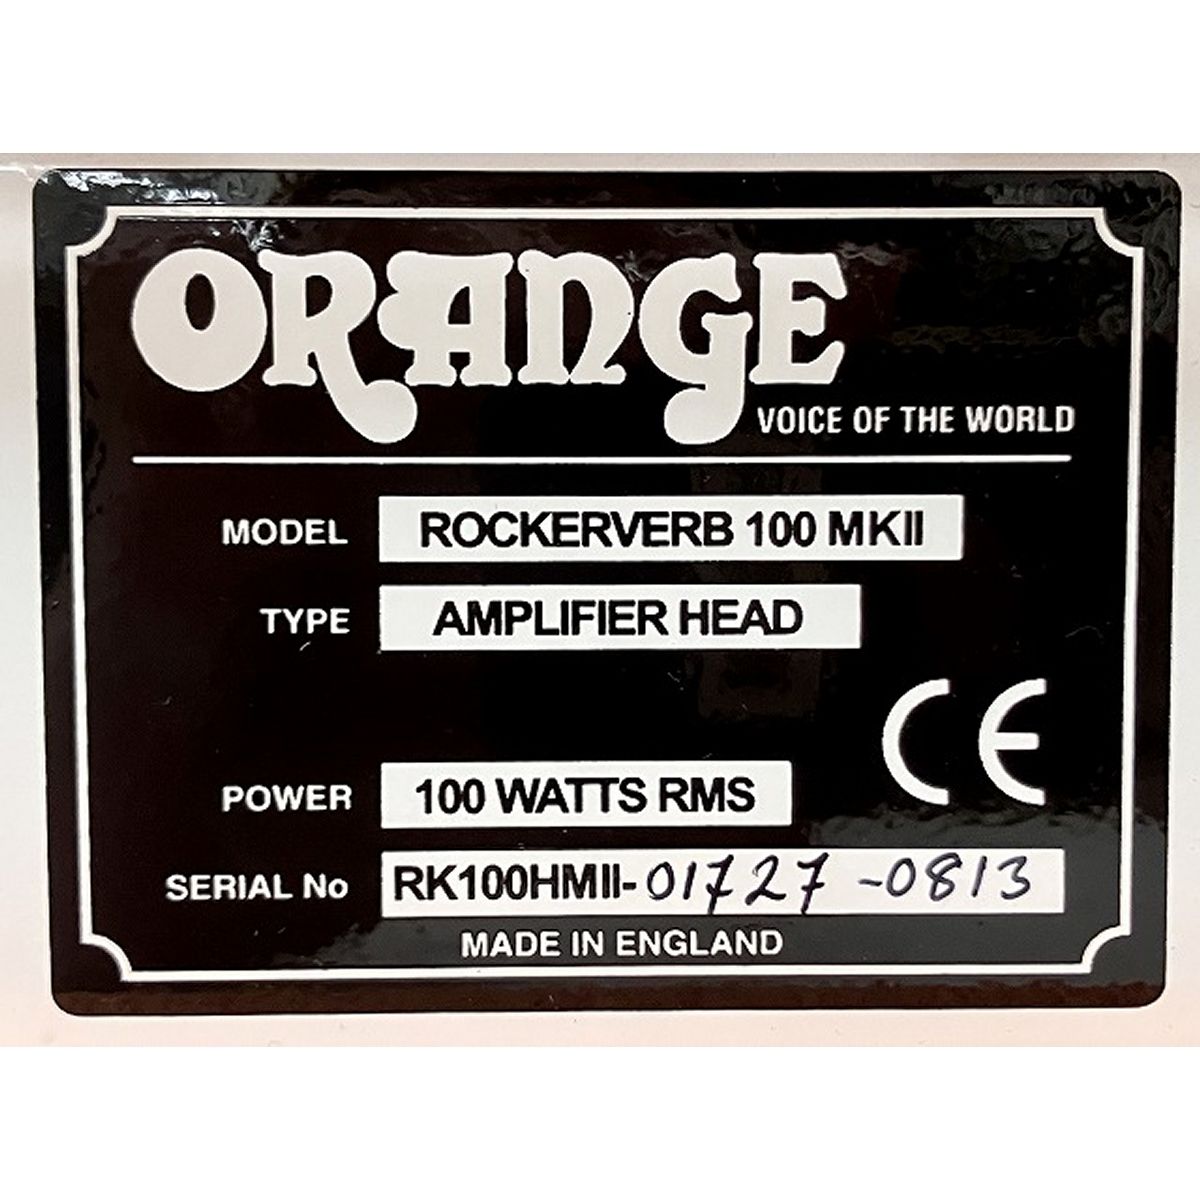 ORANGE
VOICE OF THE WORLD
MODEL ROCKERVERB 100 MKII
TYPE AMPLIFIER HEAD
CE
POWER 100 WATTS RMS
SERIAL No RK100HMII-01727-0813
MADE IN ENGLAND